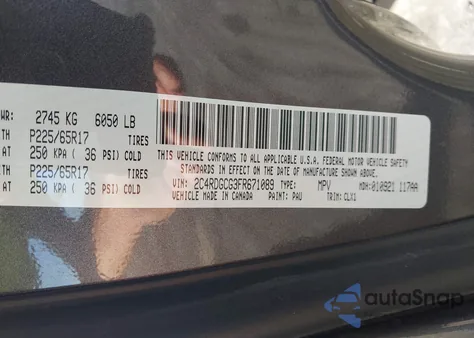 WR: 2745 KG 6050 LB
TH P225/65R17 TIRES
AT 250 KPA ( 36 PSI) COLD
TH P225/65R17 TIRES
AT 250 KPA ( 36 PSI) COLD
THIS VEHICLE CONFORMS TO ALL APPLICABLE U.S.A. FEDERAL MOTOR VEHICLE SAFETY
STANDARDS IN EFFECT ON THE DATE OF MANUFACTURE SHOWN ABOVE.
VIN: 2C4RDGCG3FR671089 TYPE: MPV MDH:010921 117AA
VEHICLE MADE IN CANADA PAINT: PAU TRIM: CLX1
autoSnap